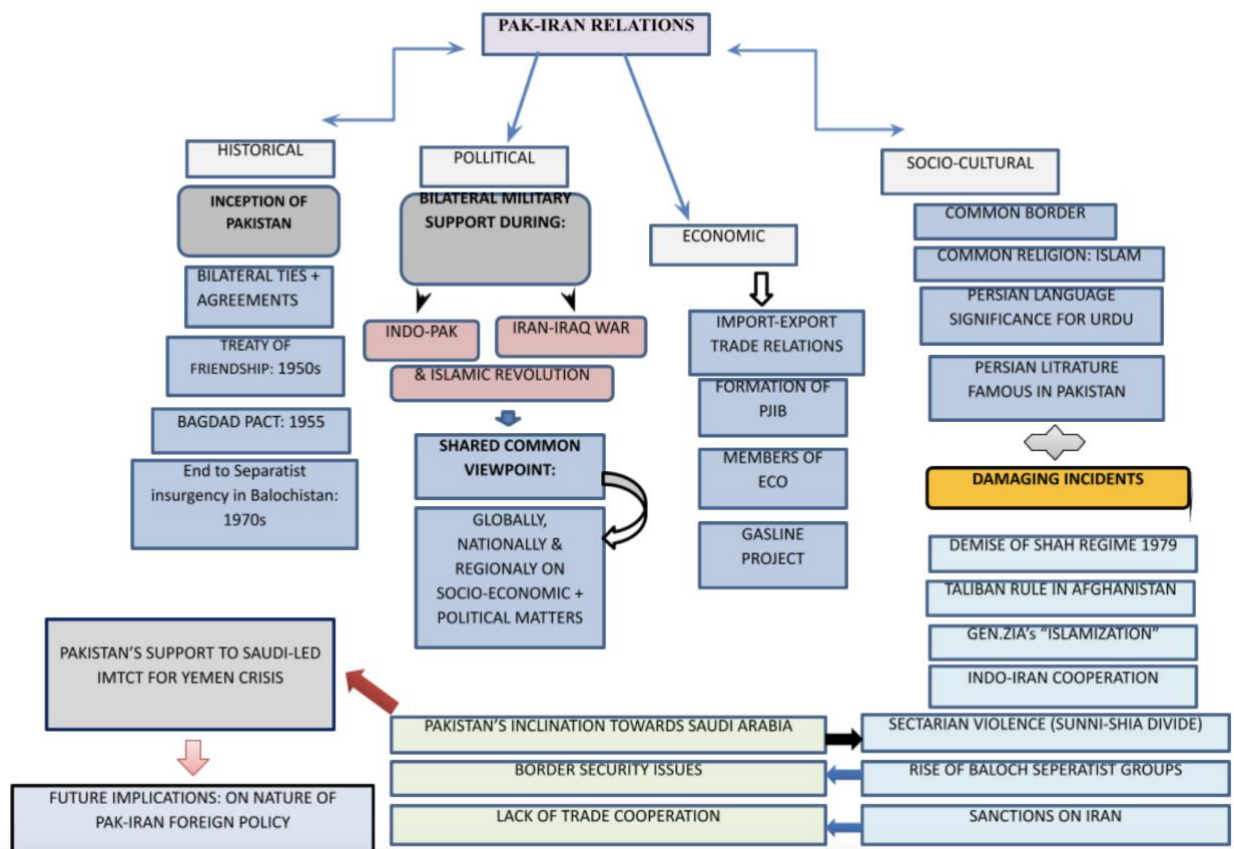 PAK-IRAN RELATIONS
HISTORICAL
INCEPTION OF
PAKISTAN
BILATERAL TIES +
AGREEMENTS
TREATY OF
FRIENDSHIP: 1950s
BAGDAD PACT: 1955
End to Separatist
insurgency in Balochistan:
1970s
POLLITICAL
BILATERAL MILITARY
SUPPORT DURING:
INDO-PAK
IRAN-IRAQ WAR
& ISLAMIC REVOLUTION
SHARED COMMON
VIEWPOINT:
GLOBALLY,
NATIONALLY &
REGIONALY ON
SOCIO-ECONOMIC +
POLITICAL MATTERS
ECONOMIC
IMPORT-EXPORT
TRADE RELATIONS
FORMATION OF
PJIB
MEMBERS OF
ECO
GASLINE
PROJECT
SOCIO-CULTURAL
COMMON BORDER
COMMON RELIGION: ISLAM
PERSIAN LANGUAGE
SIGNIFICANCE FOR URDU
PERSIAN LITRATURE
FAMOUS IN PAKISTAN
DAMAGING INCIDENTS
DEMISE OF SHAH REGIME 1979
TALIBAN RULE IN AFGHANISTAN
GEN.ZIA's “ISLAMIZATION”
INDO-IRAN COOPERATION
SECTARIAN VIOLENCE (SUNNI-SHIA DIVIDE)
RISE OF BALOCH SEPERATIST GROUPS
SANCTIONS ON IRAN
PAKISTAN'S INCLINATION TOWARDS SAUDI ARABIA
BORDER SECURITY ISSUES
LACK OF TRADE COOPERATION
PAKISTAN'S SUPPORT TO SAUDI-LED
IMTCT FOR YEMEN CRISIS
FUTURE IMPLICATIONS: ON NATURE OF
PAK-IRAN FOREIGN POLICY